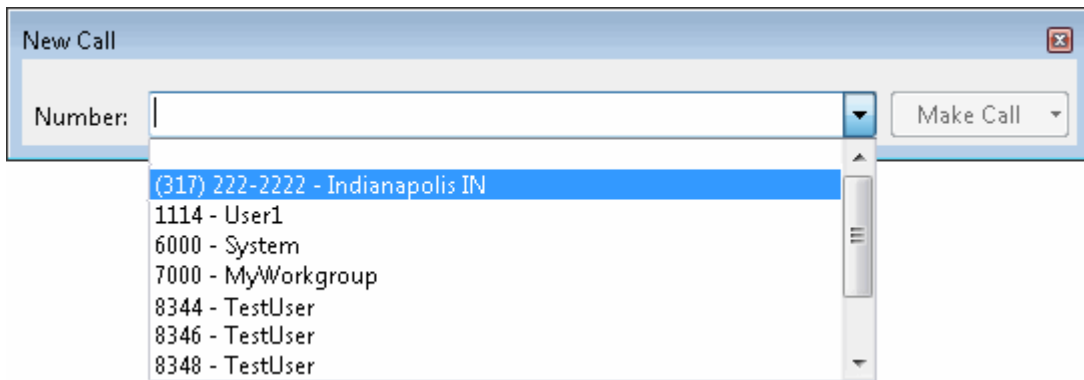 New Call
Number:
Make Call
(317) 222-2222 - Indianapolis IN
1114 - User1
6000 - System
7000 - MyWorkgroup
8344 - TestUser
8346 - TestUser
8348 - TestUser